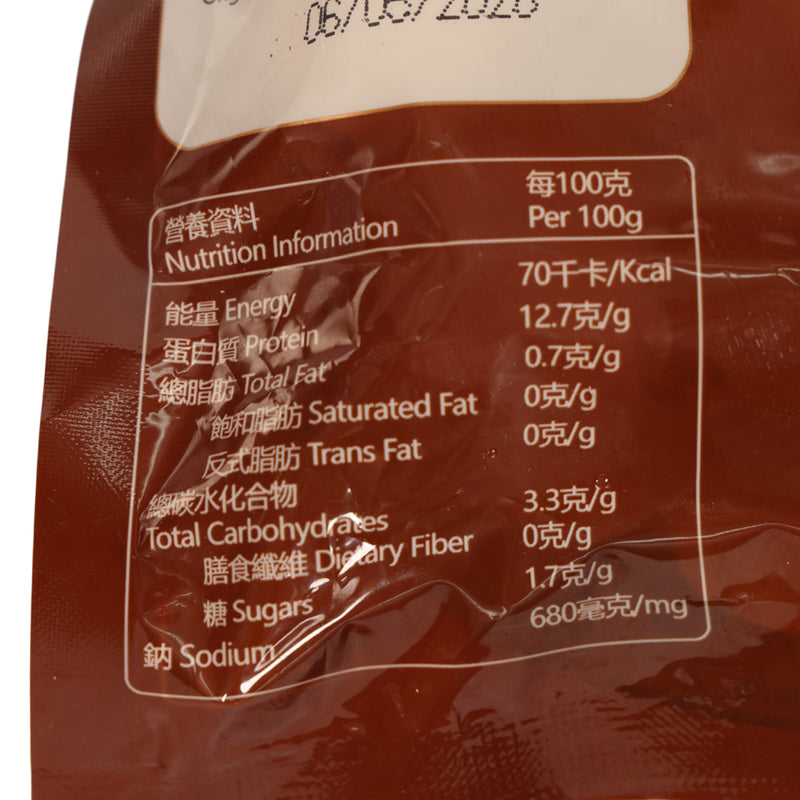 06/06/2026
營養資料
Nutrition Information
每100克
Per 100g
能量 Energy 70千卡/Kcal
蛋白質 Protein 12.7克/g
總脂肪 Total Fat 0.7克/g
飽和脂肪 Saturated Fat 0克/g
反式脂肪 Trans Fat 0克/g
總碳水化合物
Total Carbohydrates 3.3克/g
膳食纖維 Dietary Fiber 0克/g
糖 Sugars 1.7克/g
鈉 Sodium 680毫克/mg